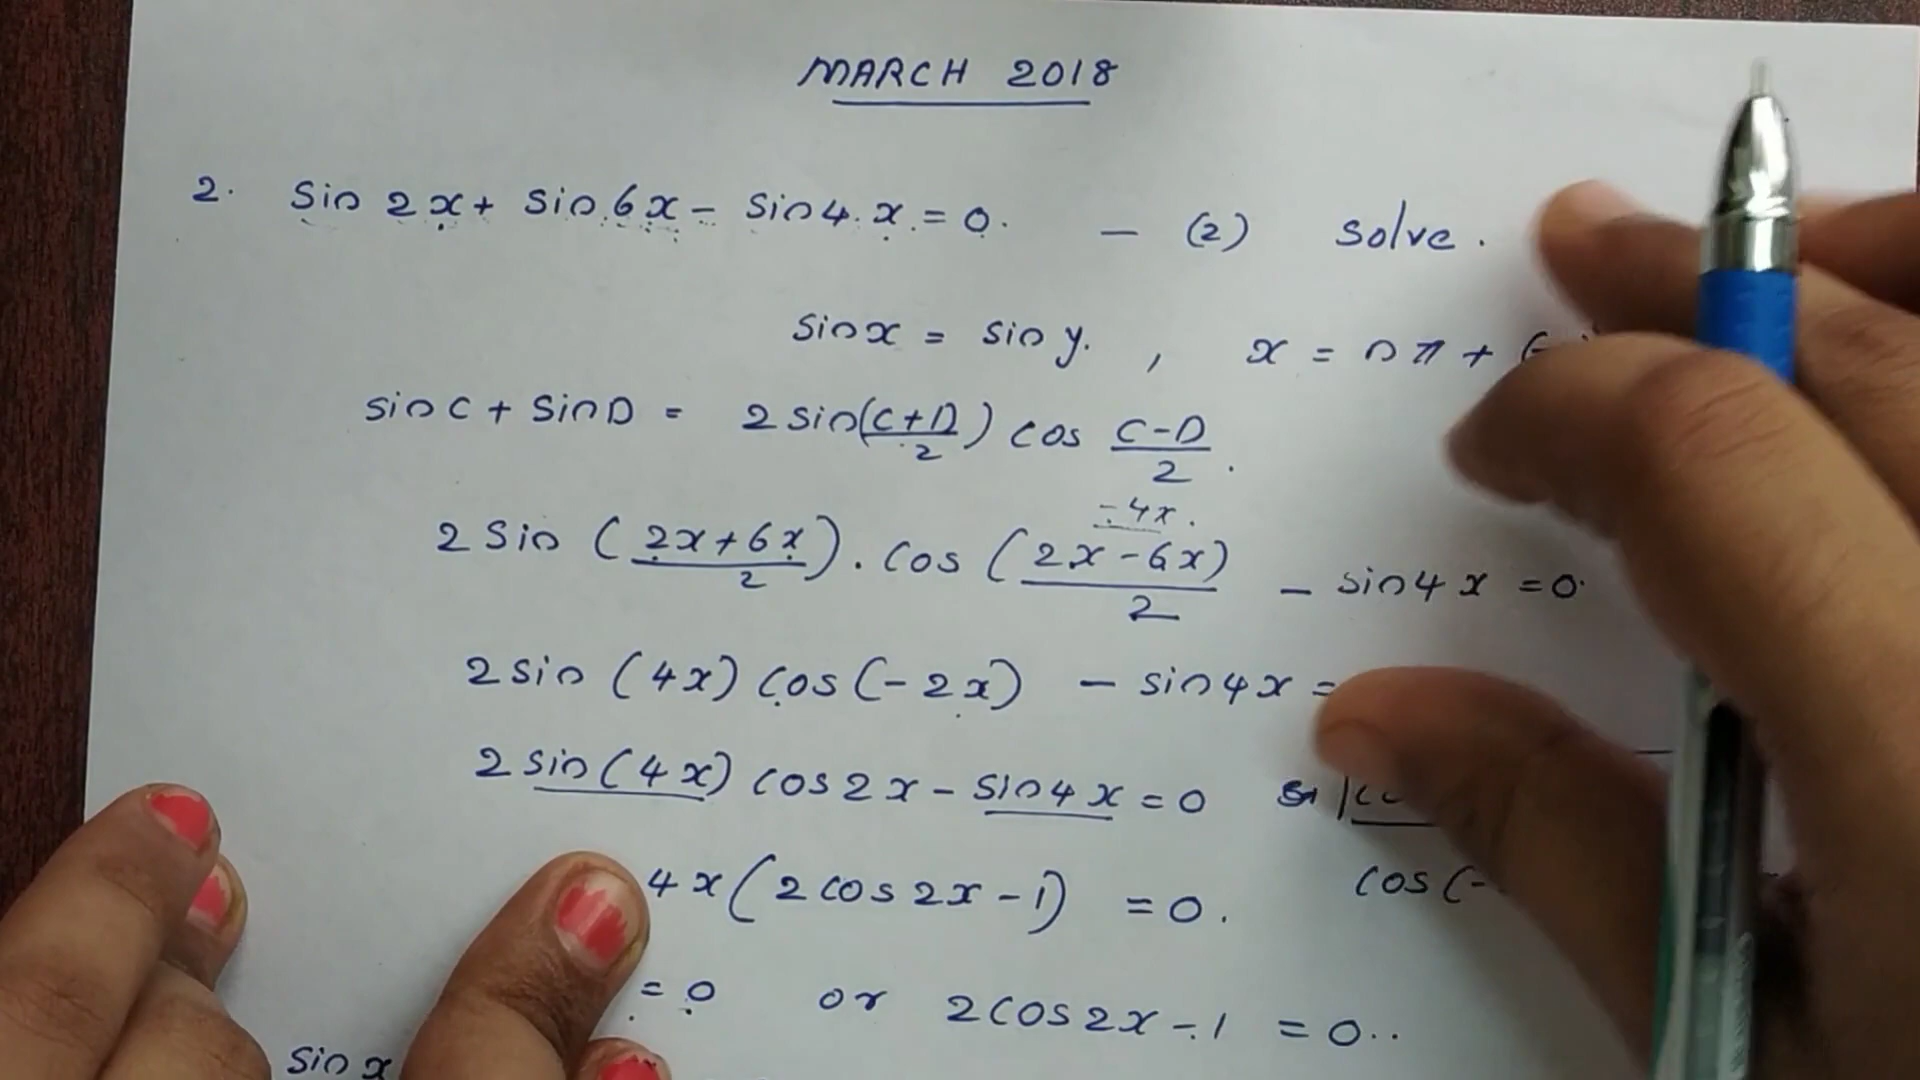 MARCH 2018
2. Sin 2x + Sin 6x - Sin 4x = 0. - (2) Solve.
Sin x = Sin y. , x = nπ +
Sin C + Sin D = 2 Sin(C+D/2) Cos C-D/2.
-4x.
2 Sin (2x+6x/2) . Cos (2x-6x/2) - Sin 4x = 0.
2 Sin (4x) Cos (-2x) - Sin 4x =
2 Sin (4x) Cos 2x - Sin 4x = 0
4x (2 Cos 2x - 1) = 0. Cos (-
= 0 or 2 Cos 2x - 1 = 0..
Sin x